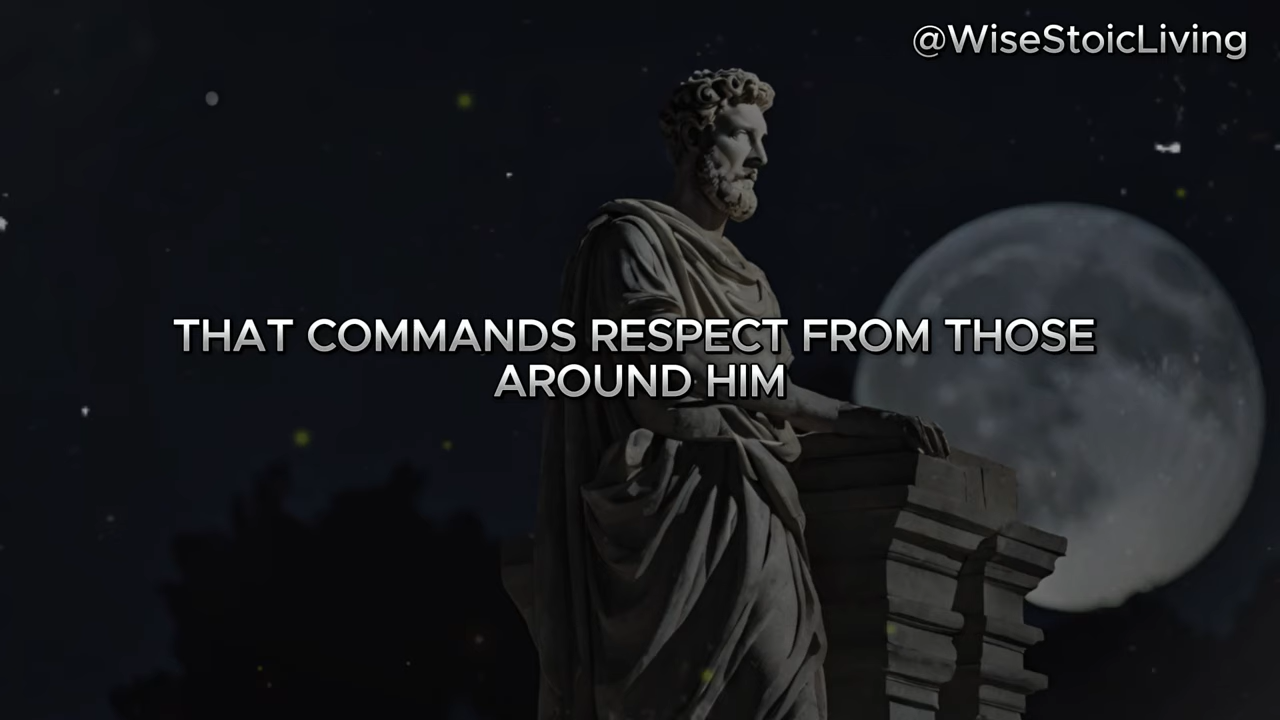 @WiseStoicLiving
THAT COMMANDS RESPECT FROM THOSE
AROUND HIM